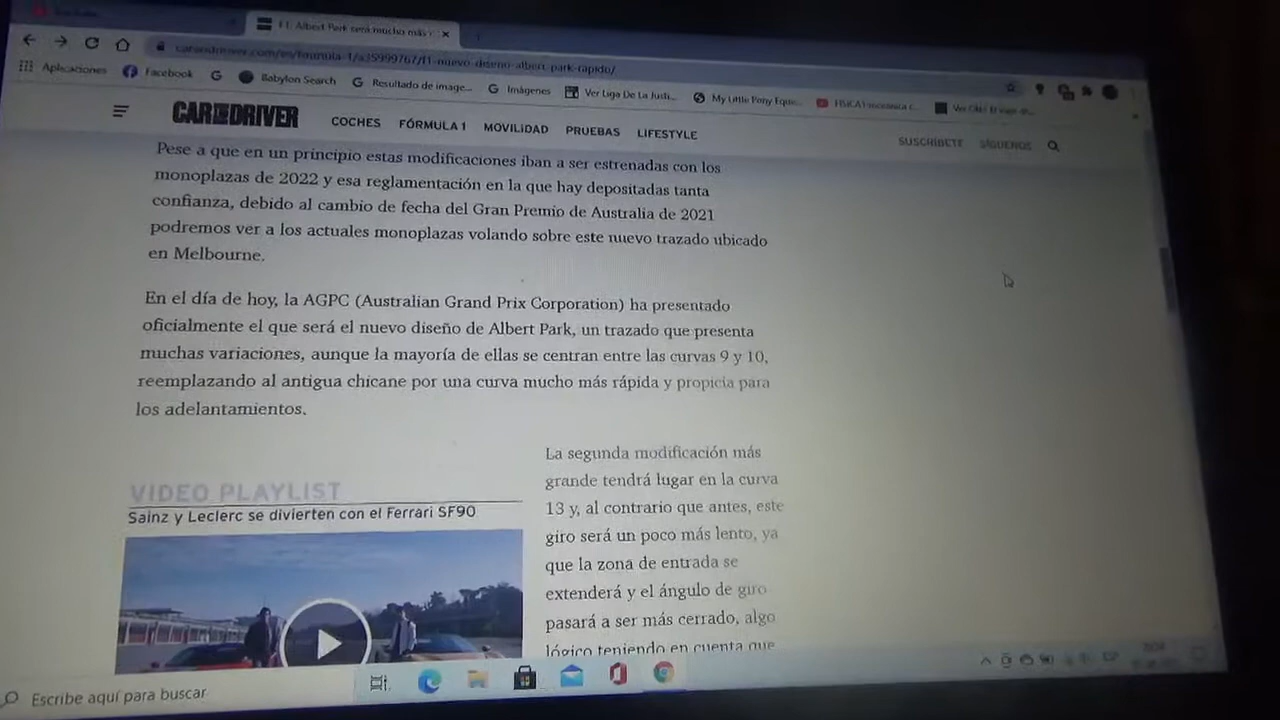 F1: Albert Park será mucho más
carandriver.com/es/formula-1/a35999767/f1-nuevo-diseno-albert-park-rapido/
Aplicaciones Facebook Babylon Search Resultado de image... Imágenes Ver Liga De La Justi... My Little Pony Eque...
CAR AND DRIVER COCHES FÓRMULA 1 MOVILIDAD PRUEBAS LIFESTYLE SUSCRÍBETE SÍGUENOS
Pese a que en un principio estas modificaciones iban a ser estrenadas con los
monoplazas de 2022 y esa reglamentación en la que hay depositadas tanta
confianza, debido al cambio de fecha del Gran Premio de Australia de 2021
podremos ver a los actuales monoplazas volando sobre este nuevo trazado ubicado
en Melbourne.
En el día de hoy, la AGPC (Australian Grand Prix Corporation) ha presentado
oficialmente el que será el nuevo diseño de Albert Park, un trazado que presenta
muchas variaciones, aunque la mayoría de ellas se centran entre las curvas 9 y 10,
reemplazando al antigua chicane por una curva mucho más rápida y propicia para
los adelantamientos.
VIDEO PLAYLIST
Sainz y Leclerc se divierten con el Ferrari SF90
La segunda modificación más
grande tendrá lugar en la curva
13 y, al contrario que antes, este
giro será un poco más lento, ya
que la zona de entrada se
extenderá y el ángulo de giro
pasará a ser más cerrado, algo
lógico teniendo en cuenta que
Escribe aquí para buscar